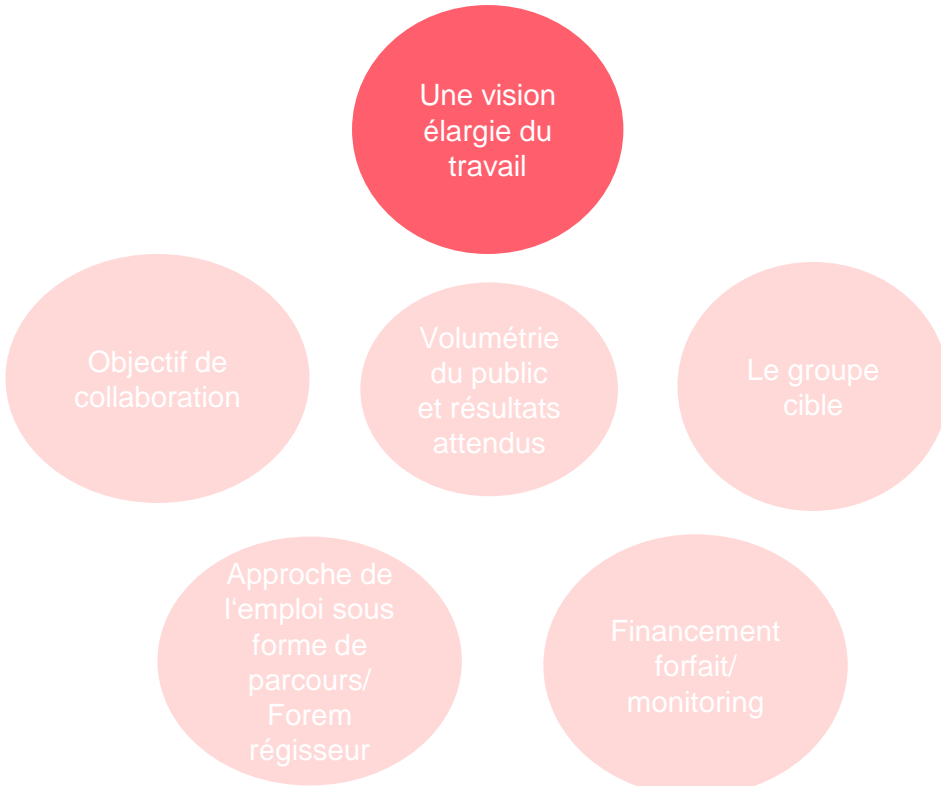 Une vision
élargie du
travail
Objectif de
collaboration
Volumétrie
du public
et résultats
attendus
Le groupe
cible
Approche de
l‘emploi sous
forme de
parcours/
Forem
régisseur
Financement
forfait/
monitoring